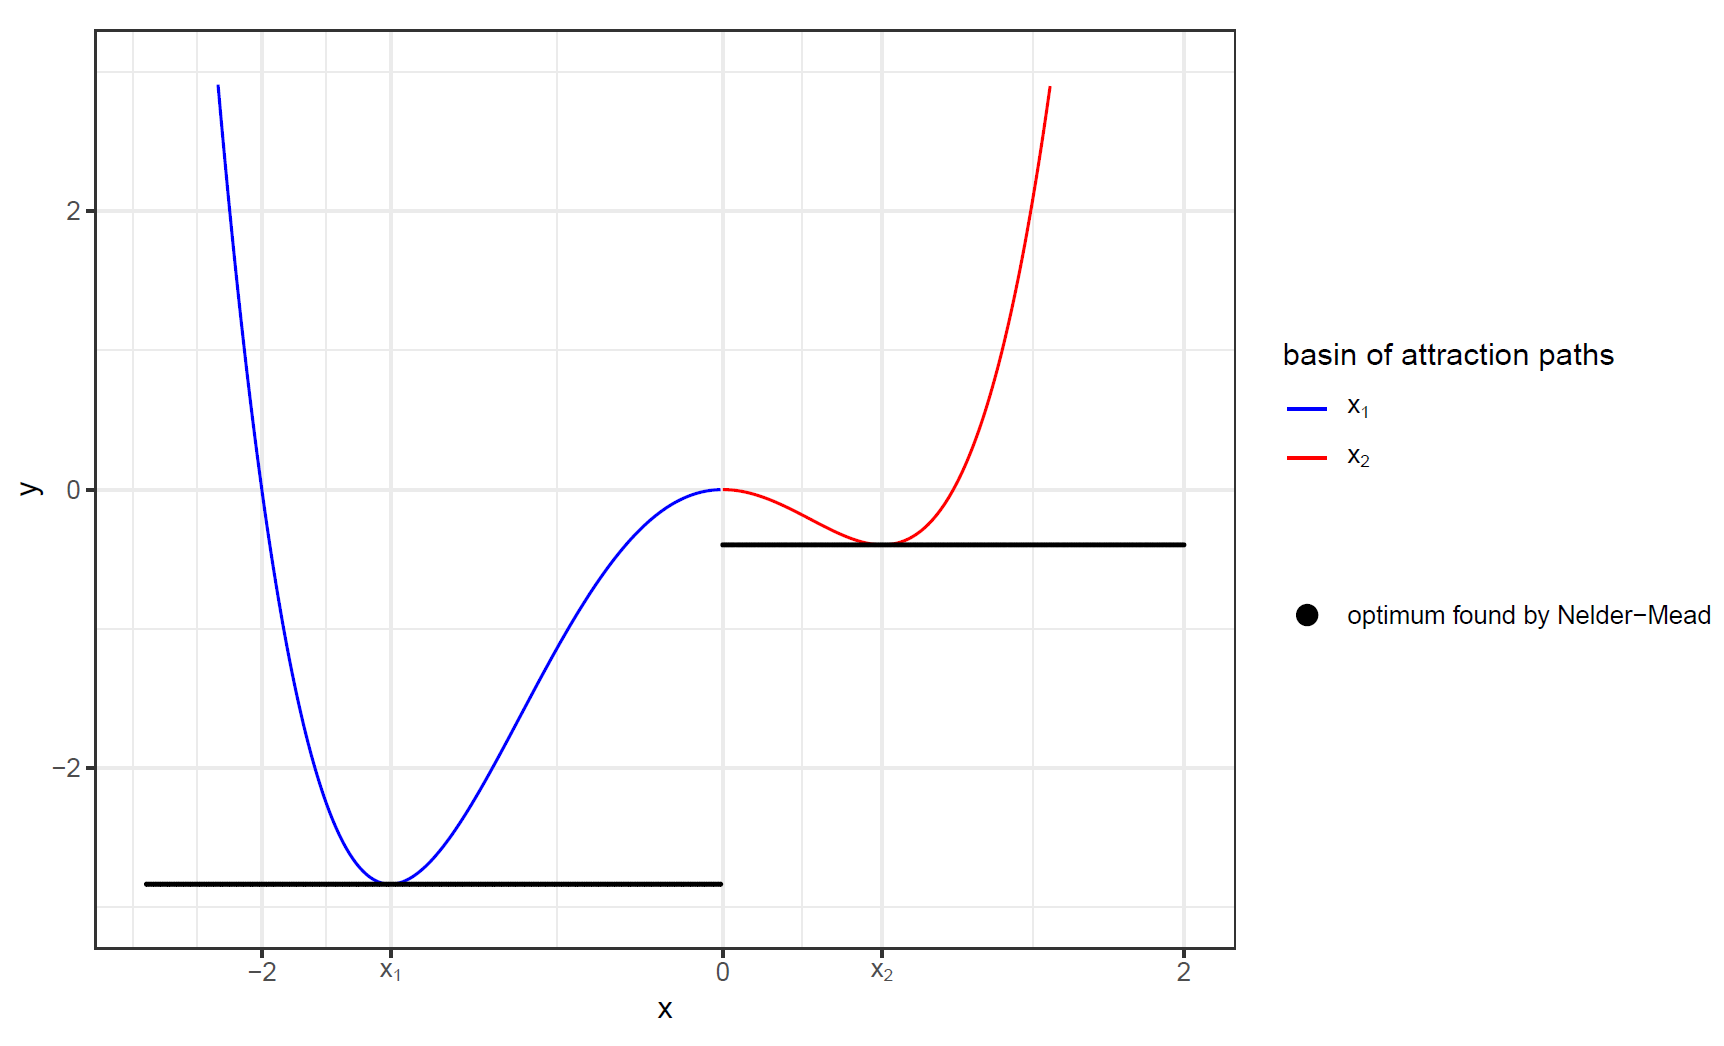 y
2
0
−2
−2
x₁
0
x₂
2
x
basin of attraction paths
x₁
x₂
optimum found by Nelder−Mead